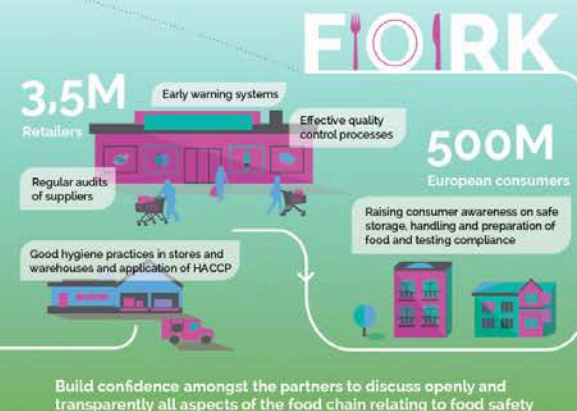 FORK
3,5M
Retailers
Early warning systems
Effective quality
control processes
500M
European consumers
Regular audits
of suppliers
Raising consumer awareness on safe
storage, handling and preparation of
food and testing compliance
Good hygiene practices in stores and
warehouses and application of HACCP
Build confidence amongst the partners to discuss openly and
transparently all aspects of the food chain relating to food safety